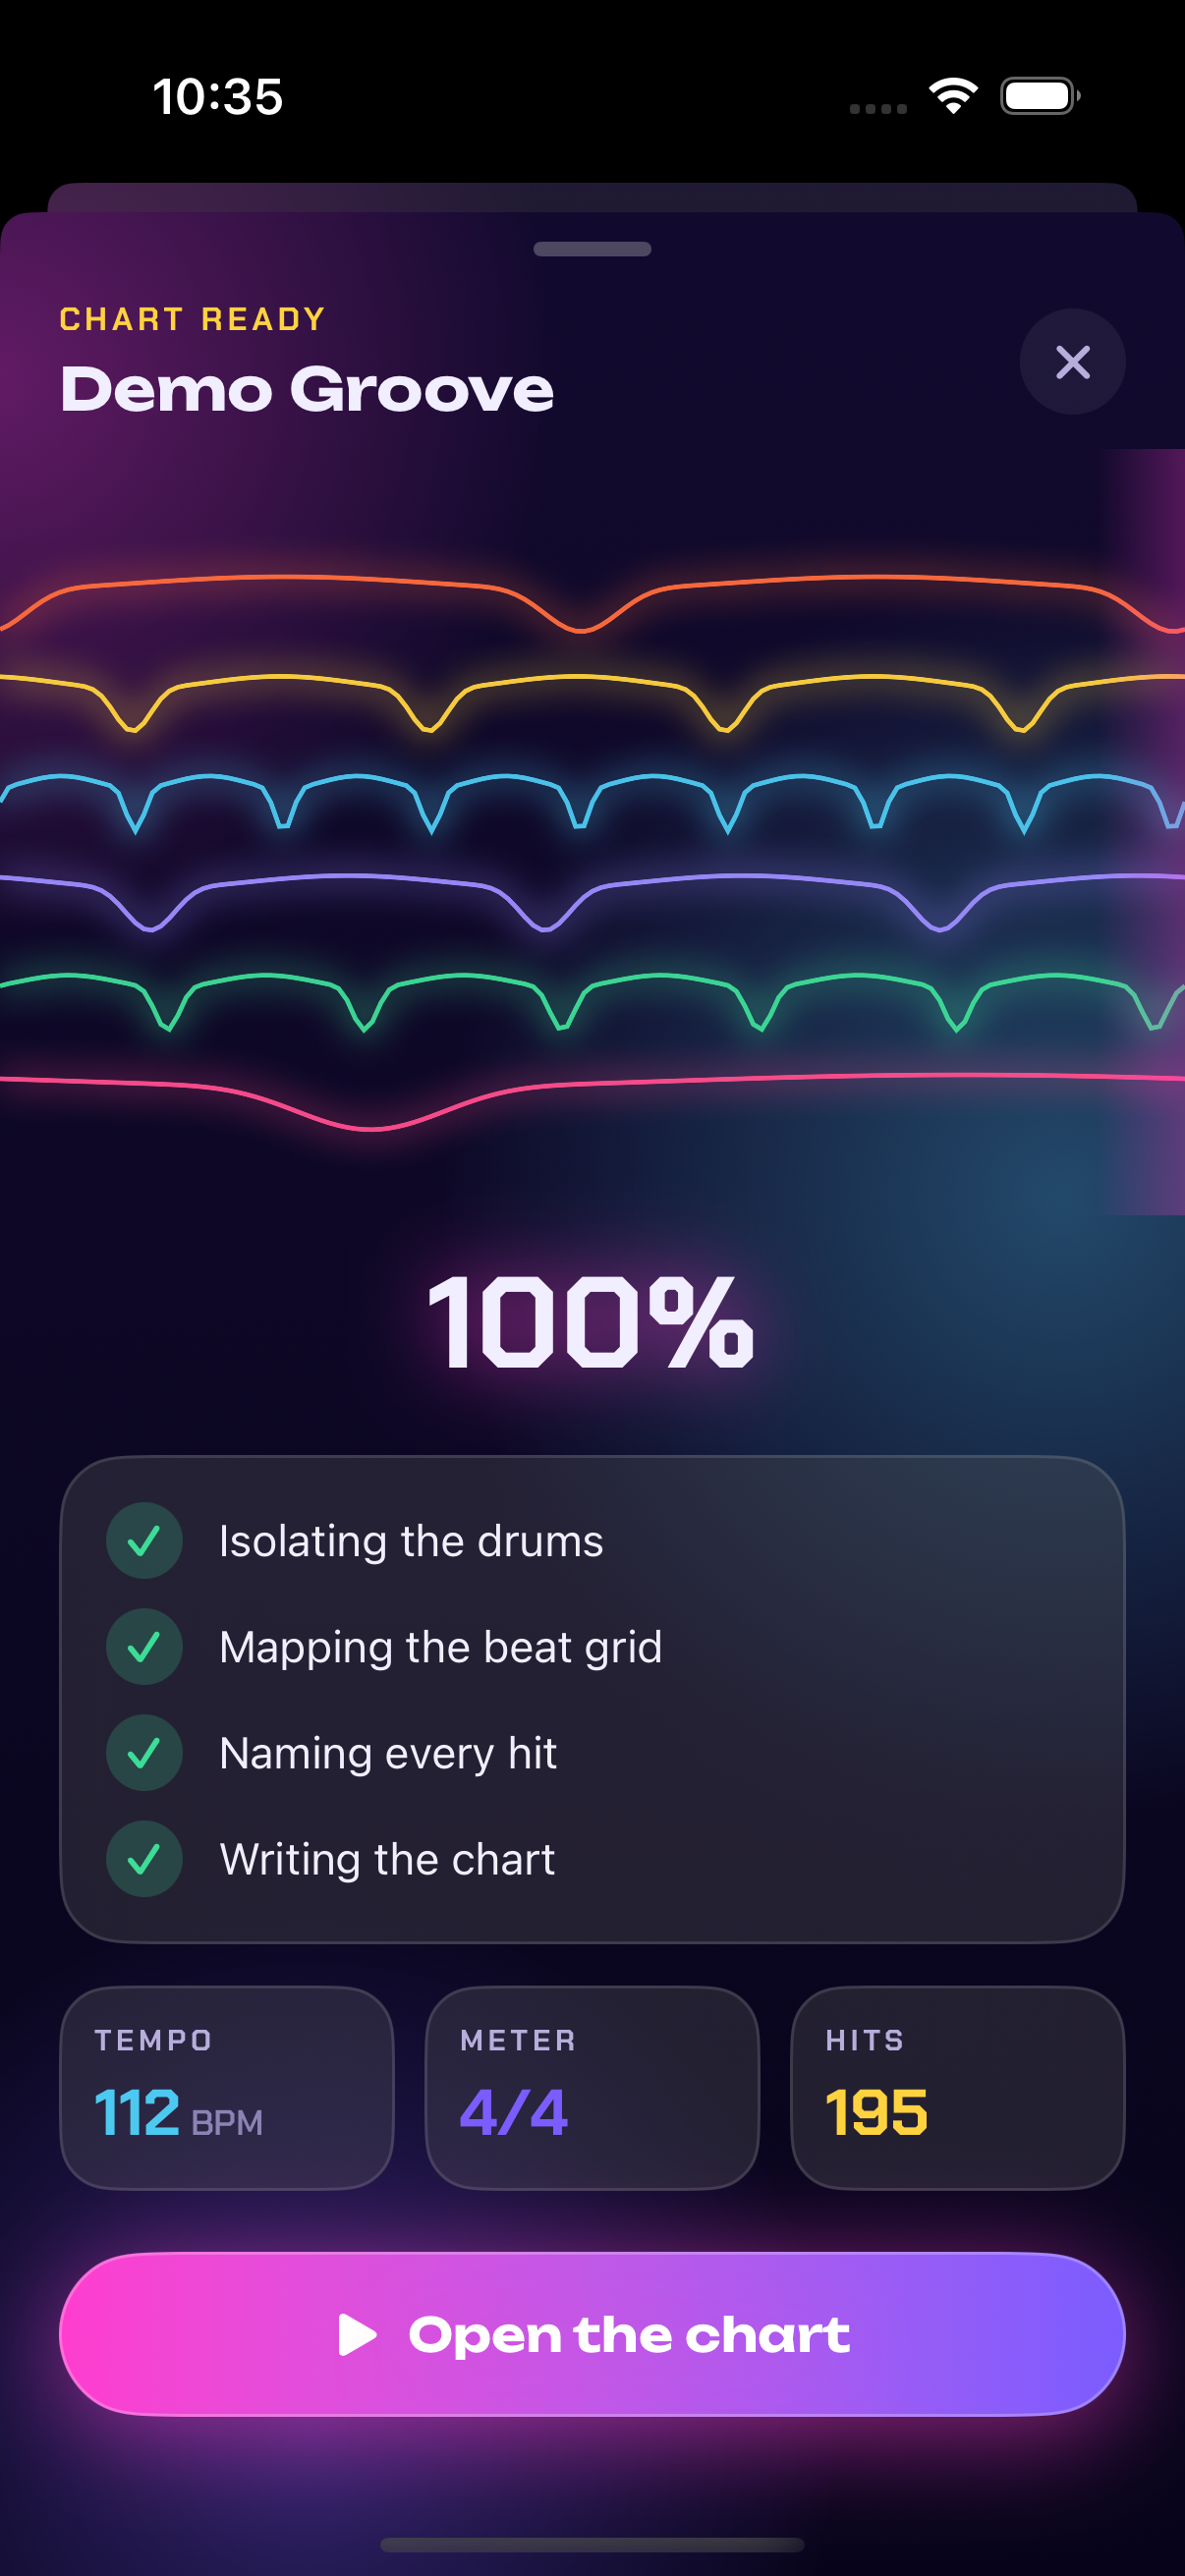 10:35
CHART READY
Demo Groove
100%
Isolating the drums
Mapping the beat grid
Naming every hit
Writing the chart
TEMPO
112 BPM
METER
4/4
HITS
195
Open the chart